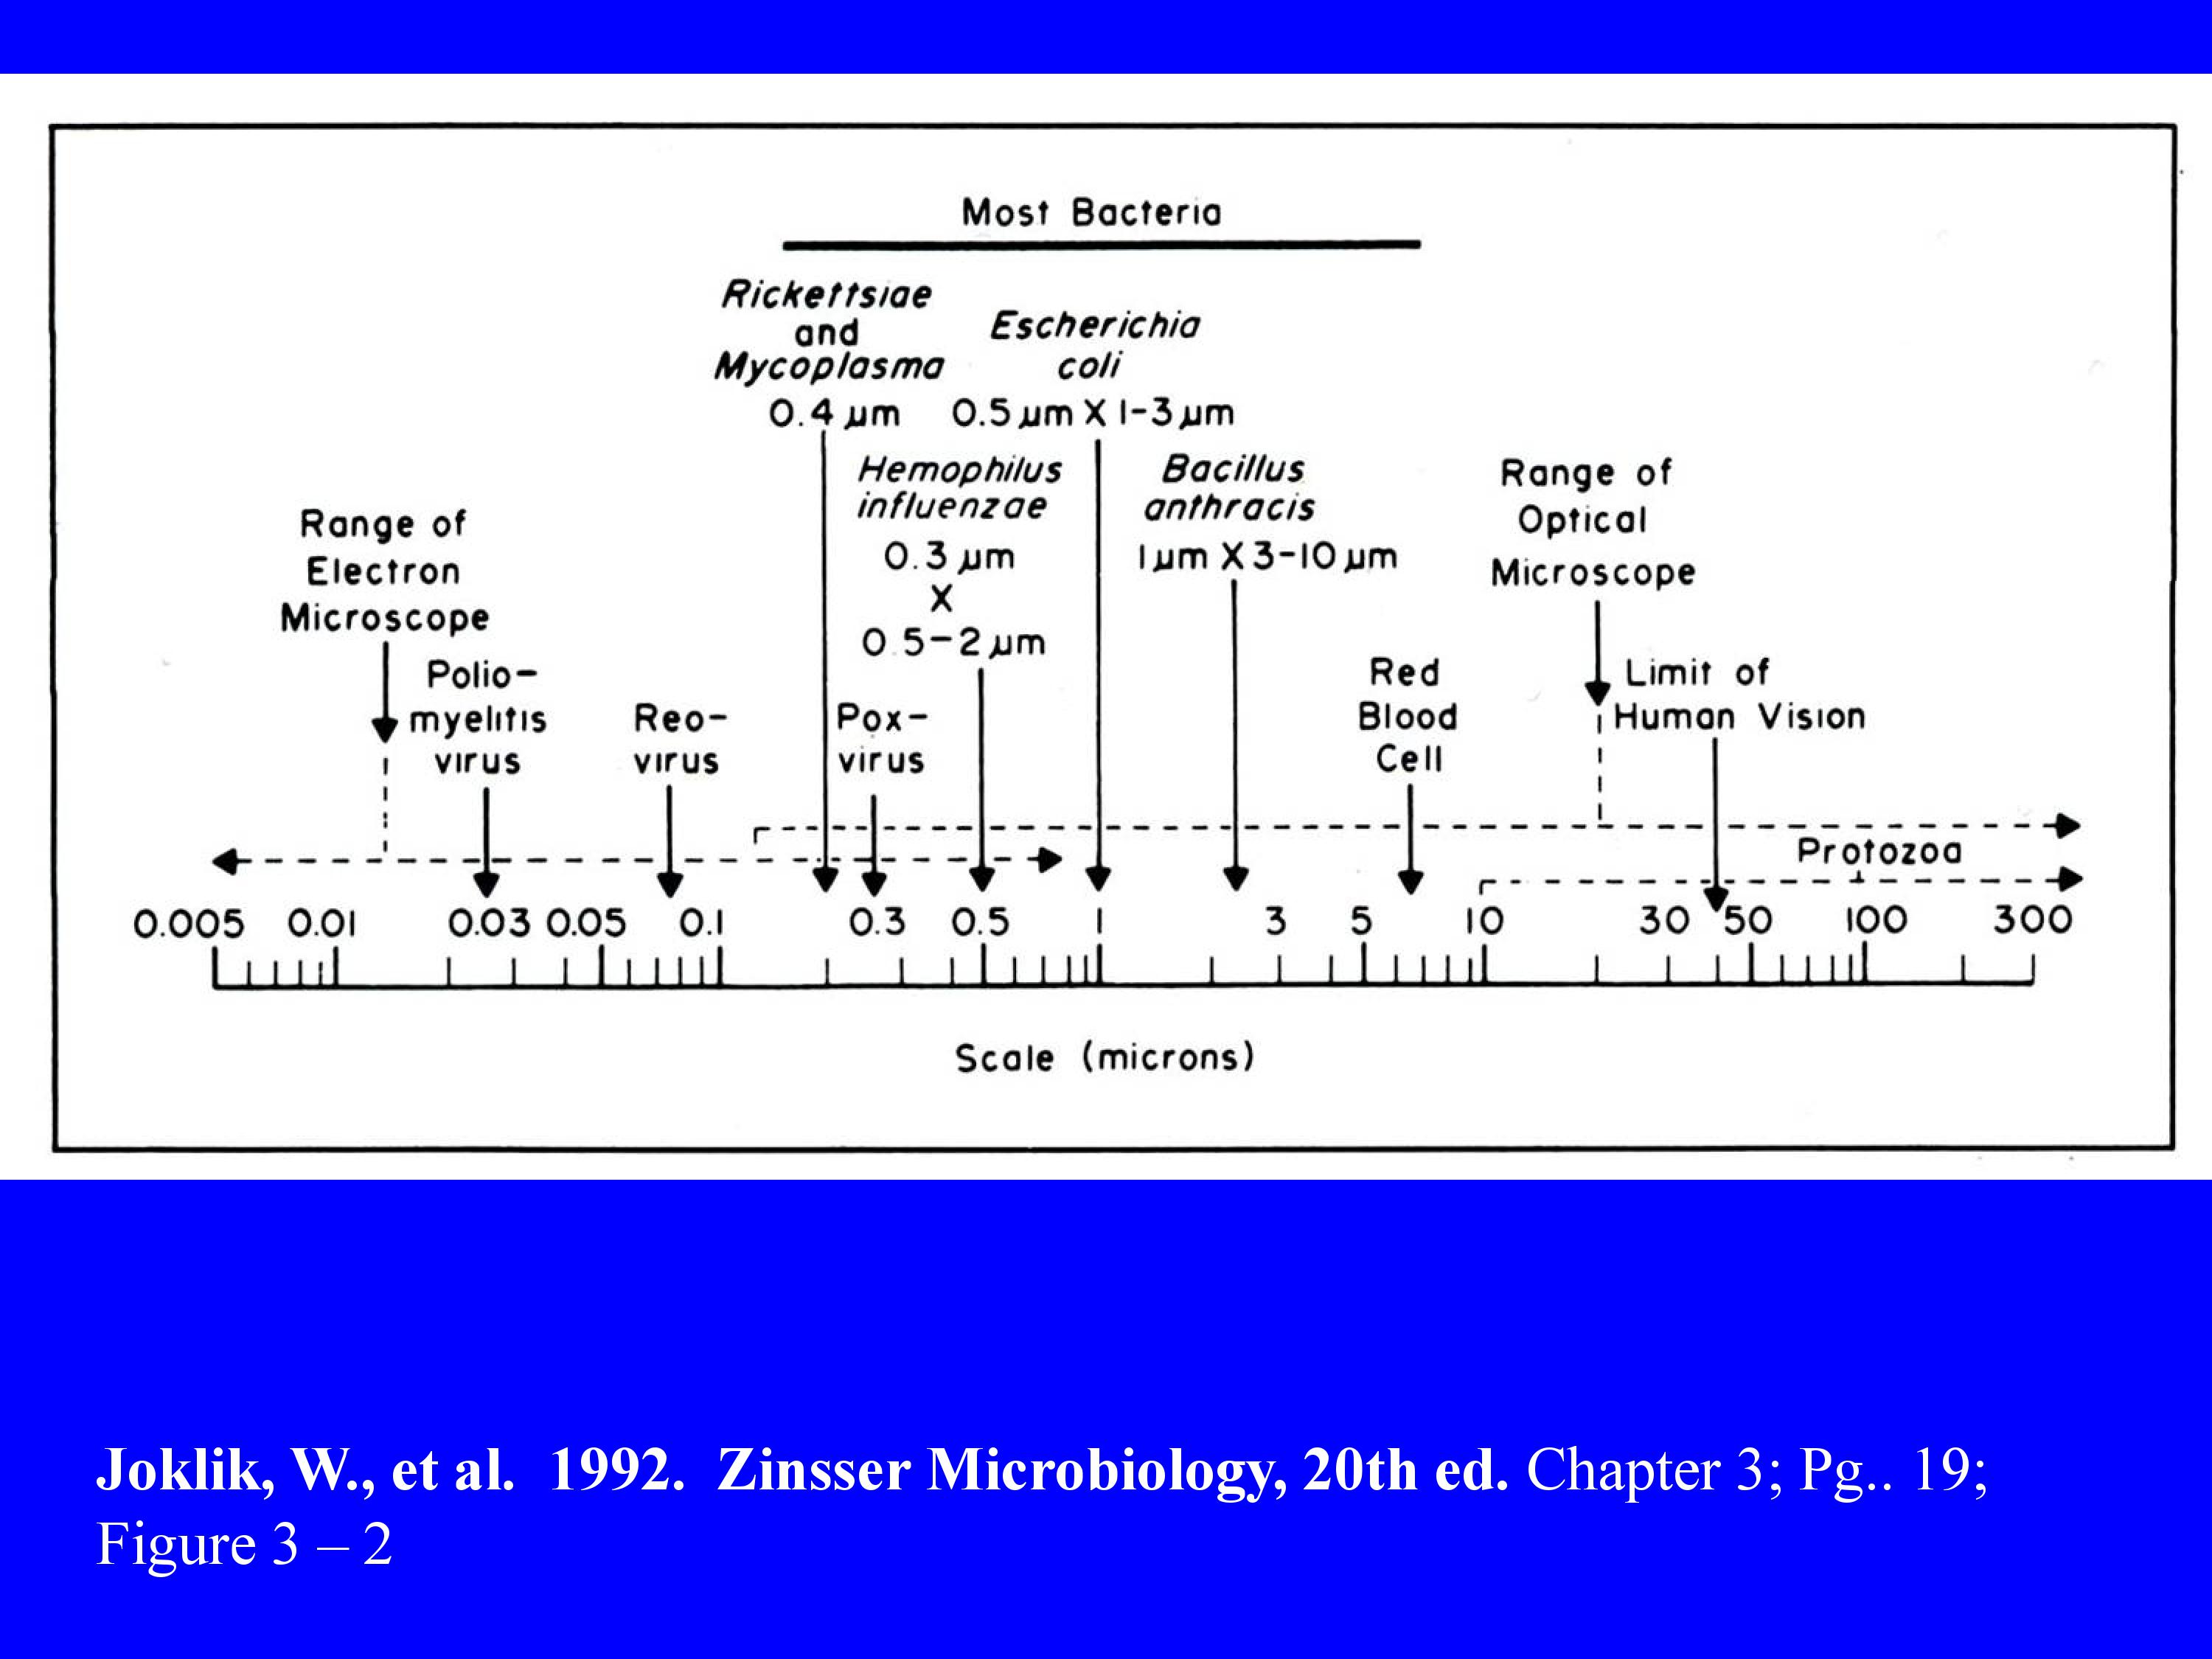 Most Bacteria
Rickettsiae
and
Mycoplasma
0.4 µm
Escherichia
coli
0.5 µm X 1-3 µm
Hemophilus
influenzae
0.3 µm
X
0.5-2 µm
Bacillus
anthracis
1 µm X 3-10 µm
Range of
Optical
Microscope
Range of
Electron
Microscope
Polio-
myelitis
virus
Reo-
virus
Pox-
virus
Red
Blood
Cell
Limit of
Human Vision
Protozoa
0.005 0.01 0.03 0.05 0.1 0.3 0.5 1 3 5 10 30 50 100 300
Scale (microns)
Joklik, W., et al. 1992. Zinsser Microbiology, 20th ed. Chapter 3; Pg.. 19;
Figure 3 – 2